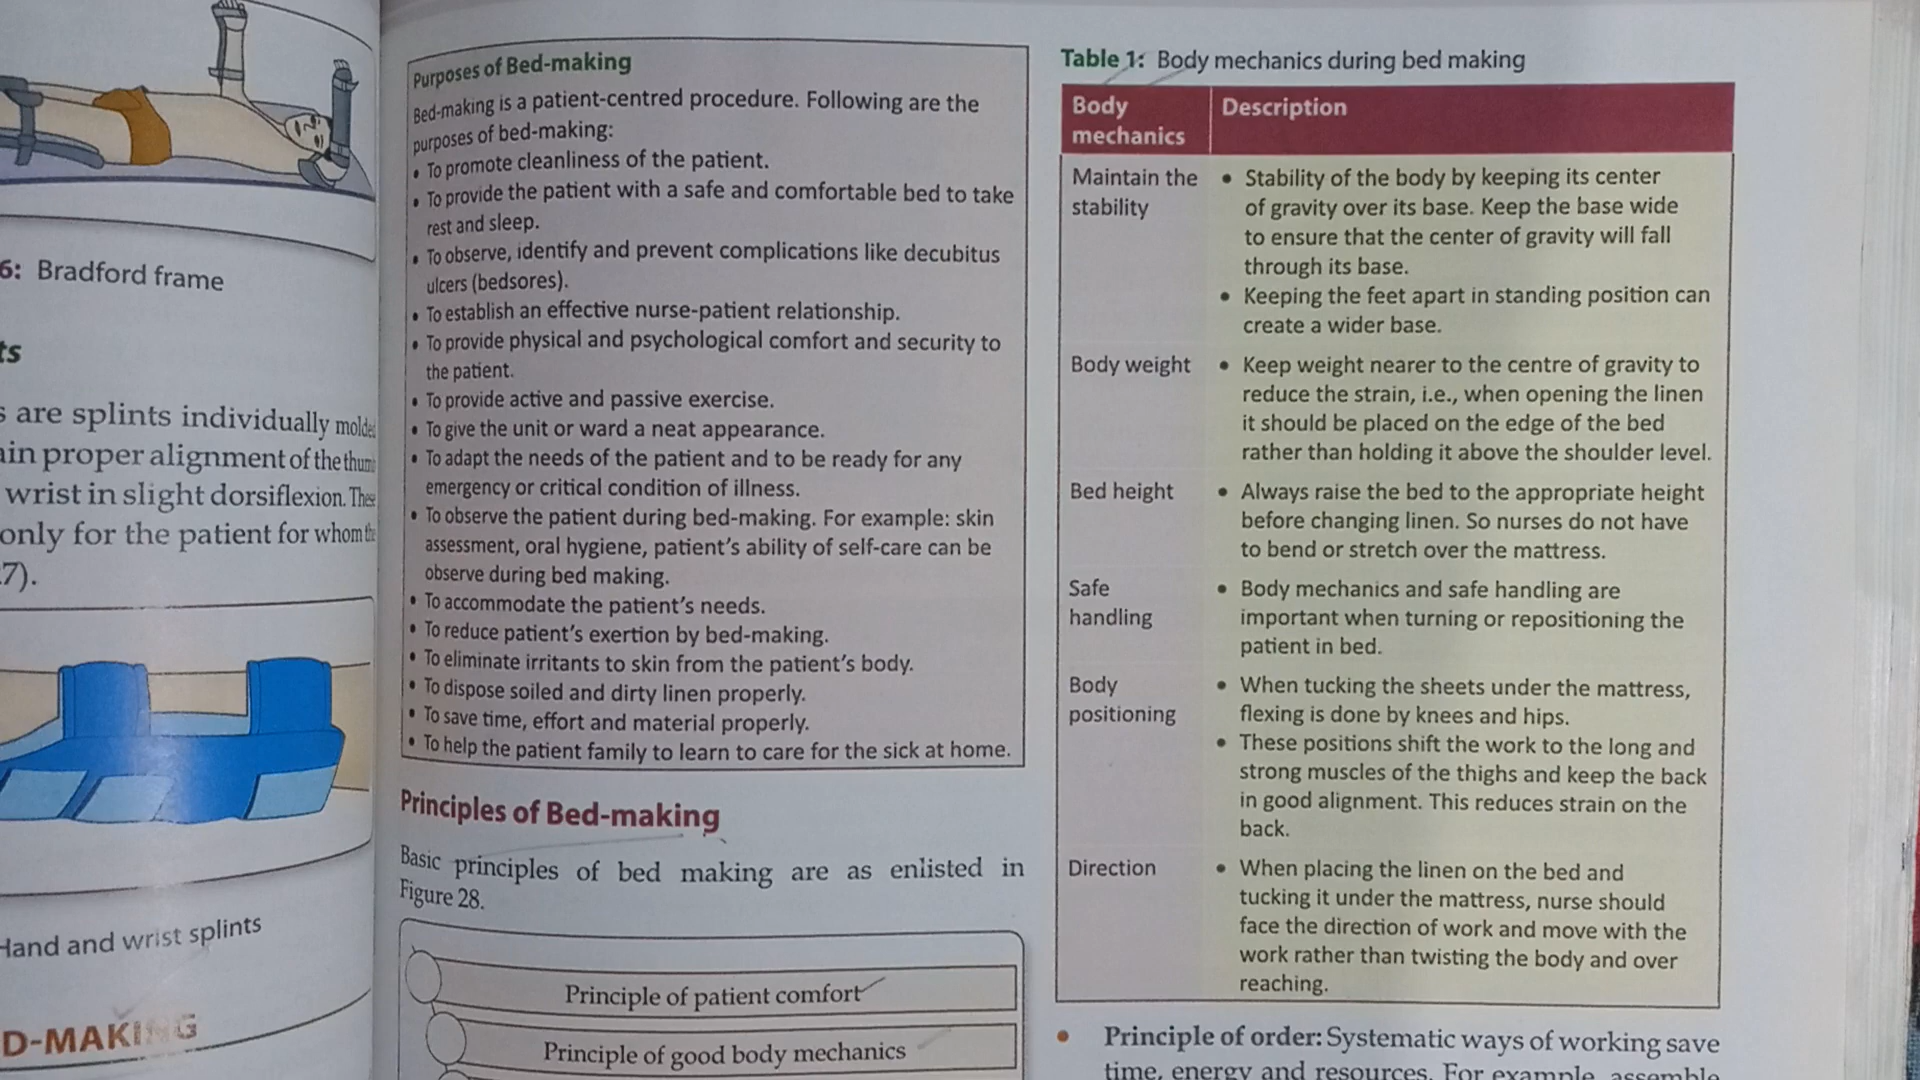 6: Bradford frame
ts
s are splints individually
ain proper alignment of the
wrist in slight dorsiflexion. These
only for the patient for whom
7).
Hand and wrist splints
D-MAKING
Purposes of Bed-making
Bed-making is a patient-centred procedure. Following are the
purposes of bed-making:
• To promote cleanliness of the patient.
• To provide the patient with a safe and comfortable bed to take
rest and sleep.
• To observe, identify and prevent complications like decubitus
ulcers (bedsores).
• To establish an effective nurse-patient relationship.
• To provide physical and psychological comfort and security to
the patient.
• To provide active and passive exercise.
• To give the unit or ward a neat appearance.
• To adapt the needs of the patient and to be ready for any
emergency or critical condition of illness.
• To observe the patient during bed-making. For example: skin
assessment, oral hygiene, patient's ability of self-care can be
observe during bed making.
• To accommodate the patient's needs.
• To reduce patient's exertion by bed-making.
• To eliminate irritants to skin from the patient's body.
• To dispose soiled and dirty linen properly.
• To save time, effort and material properly.
• To help the patient family to learn to care for the sick at home.
Principles of Bed-making
Basic principles of bed making are as enlisted in
Figure 28.
Principle of patient comfort
Principle of good body mechanics
Table 1: Body mechanics during bed making
Body
mechanics
Description
Maintain the
stability
• Stability of the body by keeping its center
of gravity over its base. Keep the base wide
to ensure that the center of gravity will fall
through its base.
• Keeping the feet apart in standing position can
create a wider base.
Body weight
• Keep weight nearer to the centre of gravity to
reduce the strain, i.e., when opening the linen
it should be placed on the edge of the bed
rather than holding it above the shoulder level.
Bed height
• Always raise the bed to the appropriate height
before changing linen. So nurses do not have
to bend or stretch over the mattress.
Safe
handling
• Body mechanics and safe handling are
important when turning or repositioning the
patient in bed.
Body
positioning
• When tucking the sheets under the mattress,
flexing is done by knees and hips.
• These positions shift the work to the long and
strong muscles of the thighs and keep the back
in good alignment. This reduces strain on the
back.
Direction
• When placing the linen on the bed and
tucking it under the mattress, nurse should
face the direction of work and move with the
work rather than twisting the body and over
reaching.
• Principle of order: Systematic ways of working save
time, energy and resources. For example, assemble